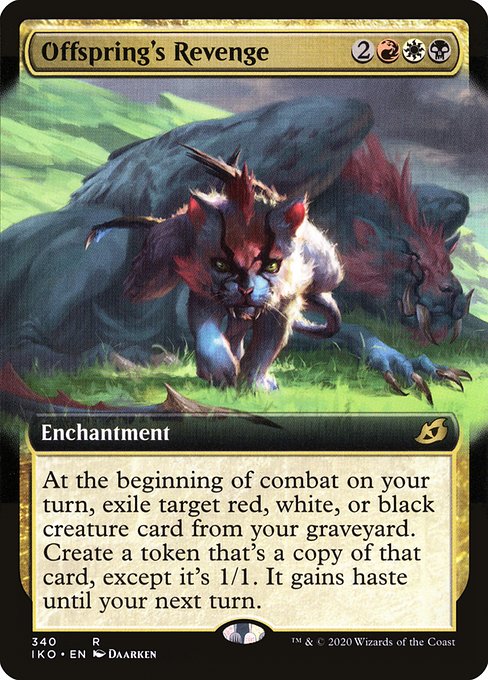 Offspring's Revenge 2
Enchantment
At the beginning of combat on your
turn, exile target red, white, or black
creature card from your graveyard.
Create a token that's a copy of that
card, except it's 1/1. It gains haste
until your next turn.
340 R
IKO • EN Daarken
™ & © 2020 Wizards of the Coast